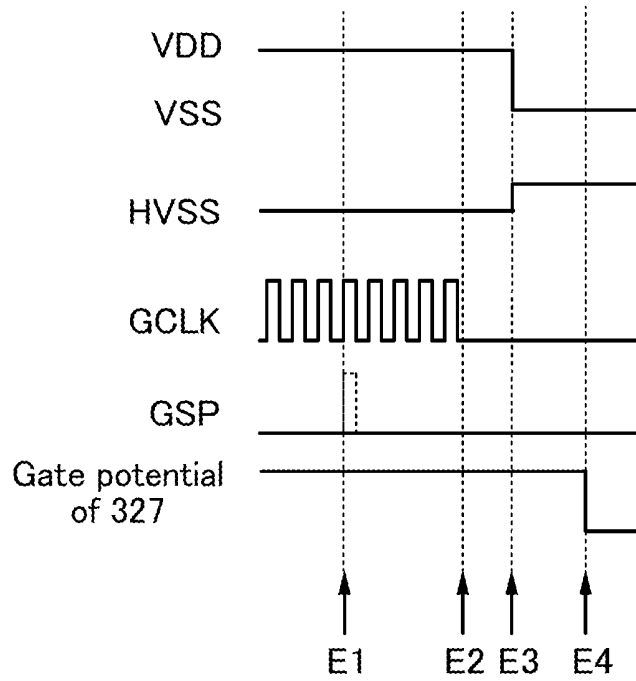 VDD
VSS
HVSS
GCLK
GSP
Gate potential
of 327
E1 E2 E3 E4